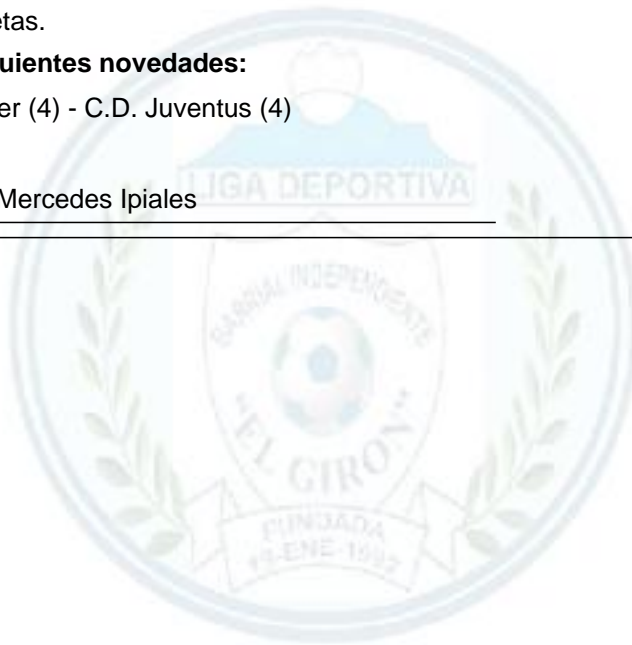 etas.
uientes novedades:
er (4) - C.D. Juventus (4)
Mercedes Ipiales
LIGA DEPORTIVA
BARRIAL INDEPENDIENTE
"EL GIRON"
FUNDADA